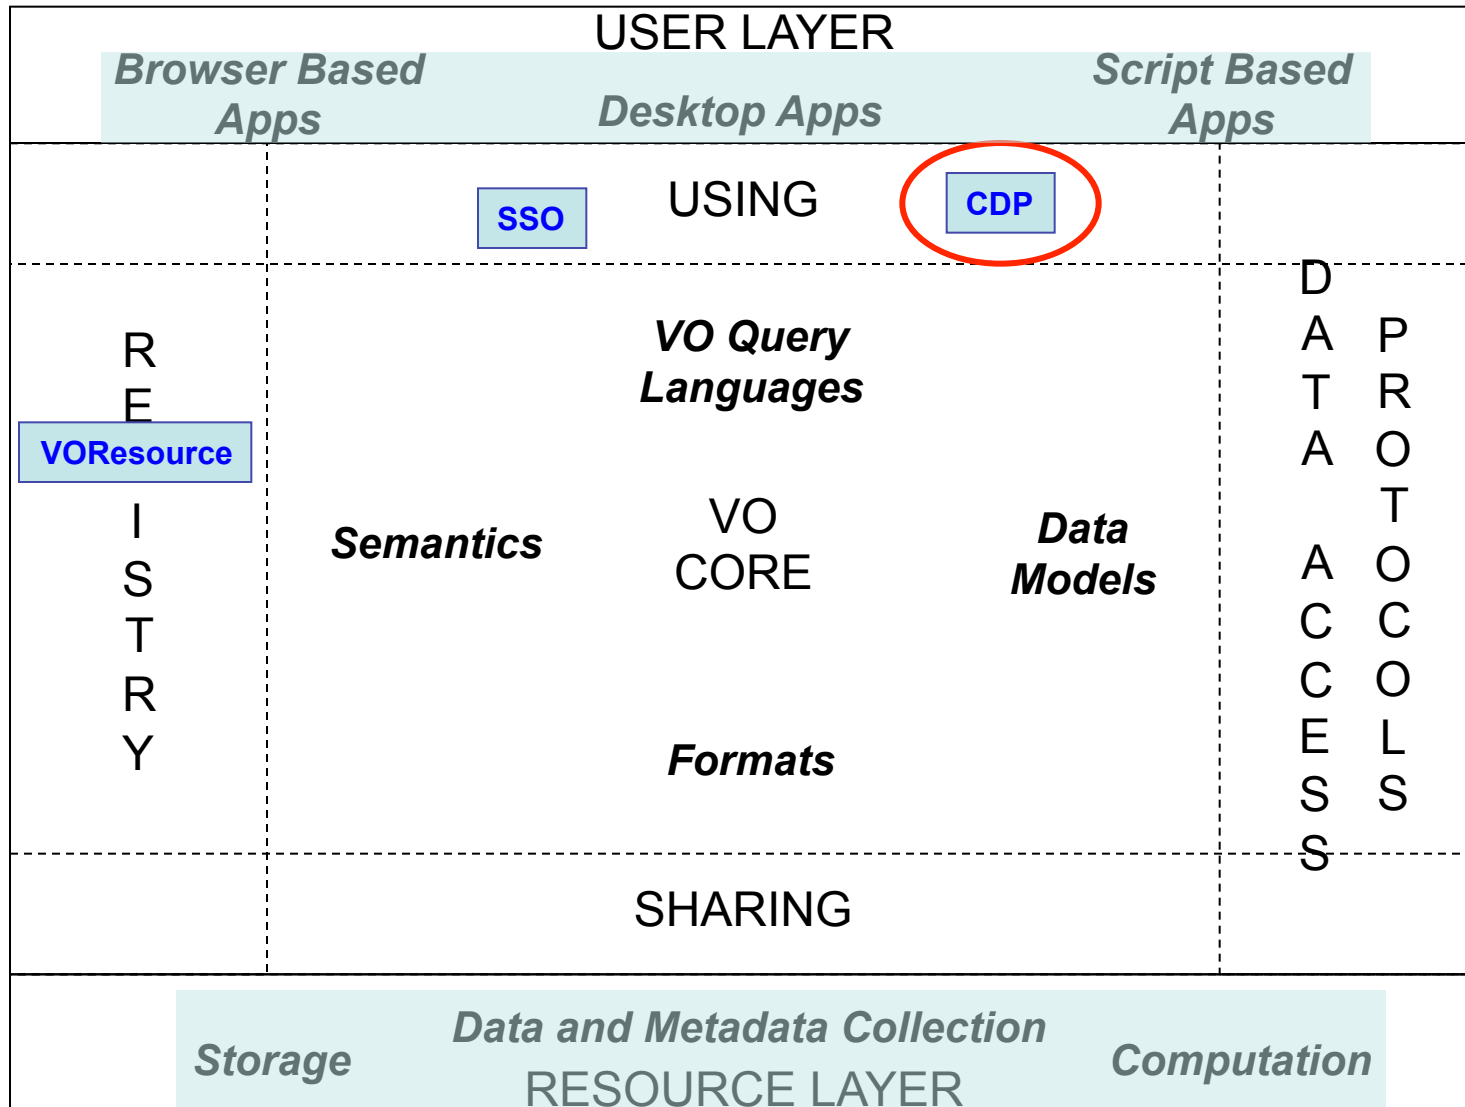 USER LAYER
Browser Based
Apps
Desktop Apps
Script Based
Apps
USING
SSO
CDP
R
E
VOResource
I
S
T
R
Y
VO Query
Languages
Semantics
VO
CORE
Data
Models
Formats
D
A
T
A
A
C
C
E
S
S
P
R
O
T
O
C
O
L
S
SHARING
Storage
Data and Metadata Collection
Computation
RESOURCE LAYER